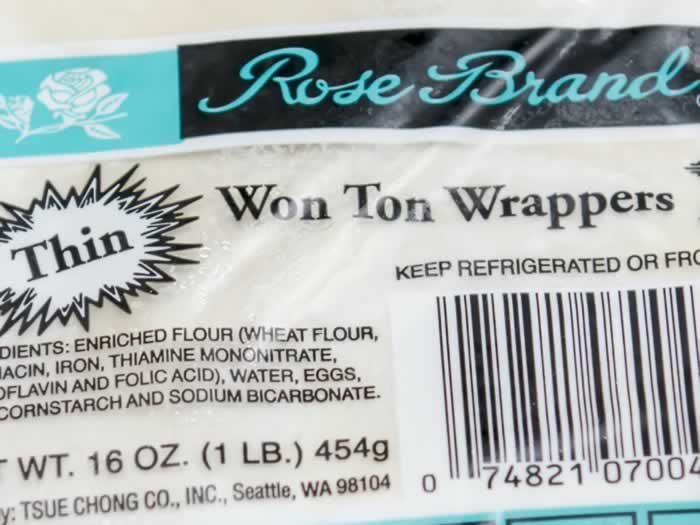 Rose Brand
Thin
Won Ton Wrappers
KEEP REFRIGERATED OR FRO
DIENTS: ENRICHED FLOUR (WHEAT FLOUR,
IACIN, IRON, THIAMINE MONONITRATE,
OFLAVIN AND FOLIC ACID), WATER, EGGS,
CORNSTARCH AND SODIUM BICARBONATE.
T WT. 16 OZ. (1 LB.) 454g
y: TSUE CHONG CO., INC., Seattle, WA 98104
0 74821 07004